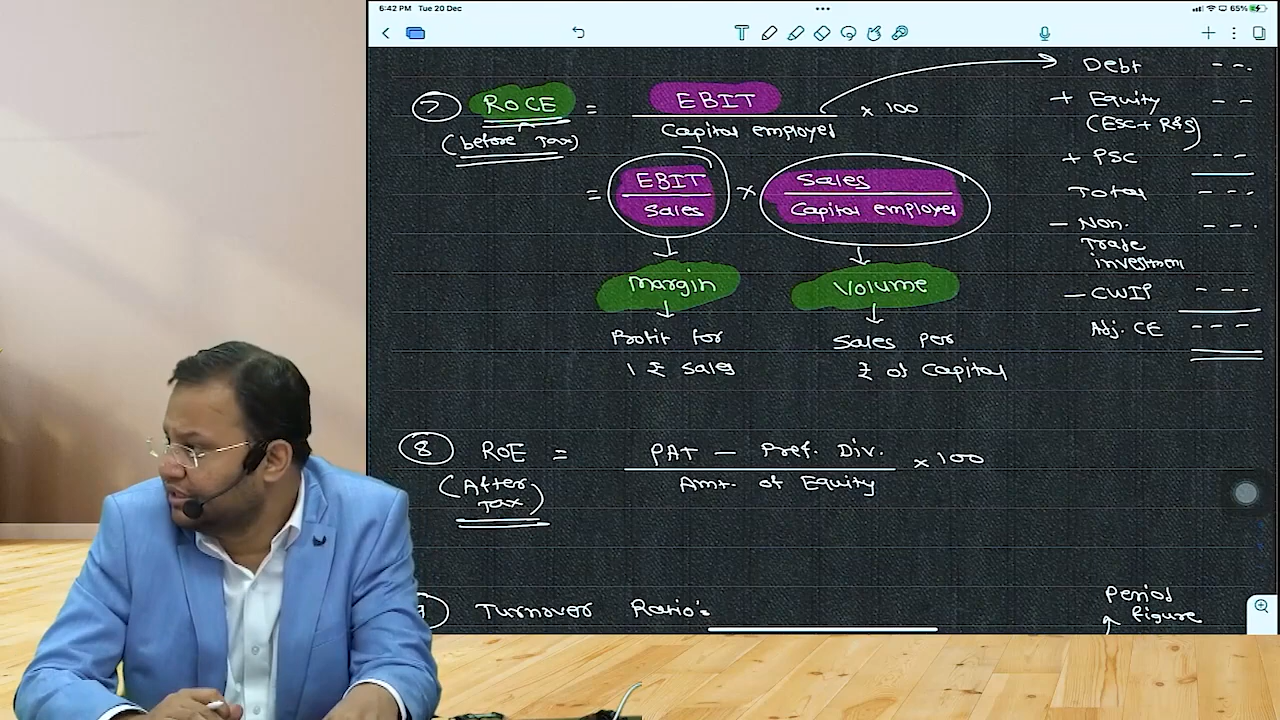 6:42 PM Tue 20 Dec
65%
7 ROCE = EBIT
Capital employed × 100
(before Tax)
= EBIT
Sales × Sales
Capital employed
Margin Volume
Profit for
1 ₹ Sales
Sales per
₹ of Capital
Debt ---
+ Equity --
(ESC + R&S)
+ PSC --
Total ---
- Non. ---
Trade
investment
- CWIP ---
Adj. CE ---
8 ROE = PAT - Pref. Div.
Amt. of Equity × 100
(After
Tax)
Turnover Ratio's
Period
figure